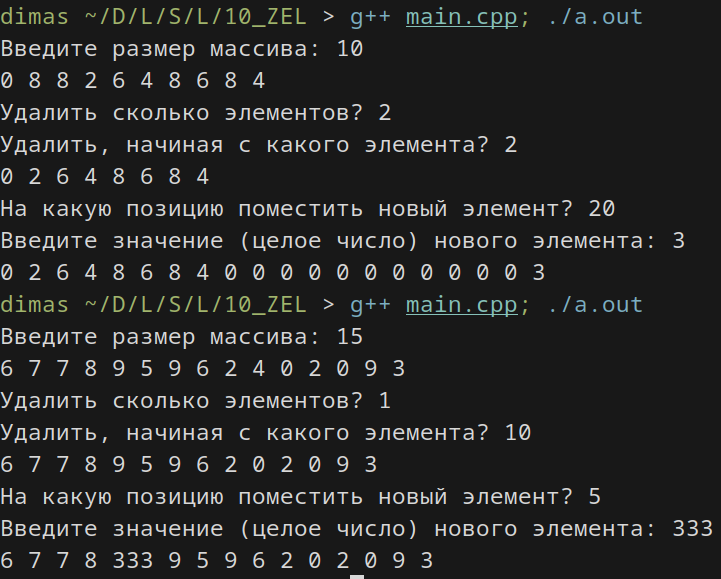 dimas ~/D/L/S/L/10_ZEL > g++ main.cpp; ./a.out
Введите размер массива: 10
0 8 8 2 6 4 8 6 8 4
Удалить сколько элементов? 2
Удалить, начиная с какого элемента? 2
0 2 6 4 8 6 8 4
На какую позицию поместить новый элемент? 20
Введите значение (целое число) нового элемента: 3
0 2 6 4 8 6 8 4 0 0 0 0 0 0 0 0 0 0 0 3
dimas ~/D/L/S/L/10_ZEL > g++ main.cpp; ./a.out
Введите размер массива: 15
6 7 7 8 9 5 9 6 2 4 0 2 0 9 3
Удалить сколько элементов? 1
Удалить, начиная с какого элемента? 10
6 7 7 8 9 5 9 6 2 0 2 0 9 3
На какую позицию поместить новый элемент? 5
Введите значение (целое число) нового элемента: 333
6 7 7 8 333 9 5 9 6 2 0 2 0 9 3